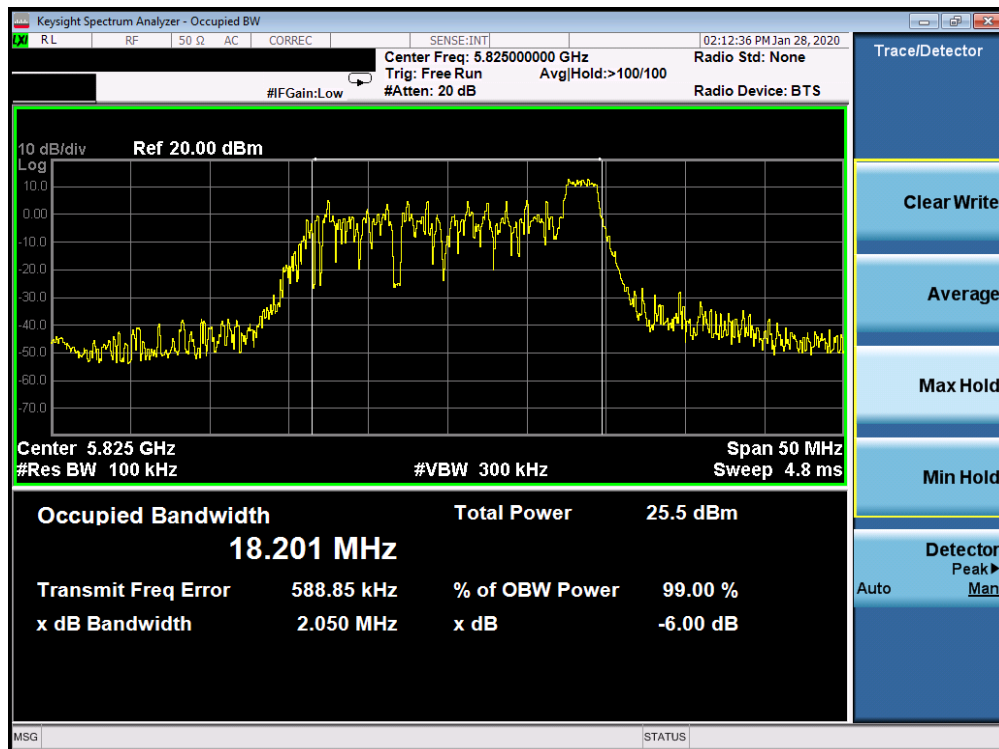 Keysight Spectrum Analyzer - Occupied BW
LXI RL RF 50 Ω AC CORREC SENSE:INT 02:12:36 PM Jan 28, 2020
Center Freq: 5.825000000 GHz Radio Std: None
Trig: Free Run Avg|Hold:>100/100
#IFGain:Low #Atten: 20 dB Radio Device: BTS
10 dB/div Ref 20.00 dBm
Log
10.0
0.00
-10.0
-20.0
-30.0
-40.0
-50.0
-60.0
-70.0
Center 5.825 GHz Span 50 MHz
#Res BW 100 kHz #VBW 300 kHz Sweep 4.8 ms
Occupied Bandwidth Total Power 25.5 dBm
18.201 MHz
Transmit Freq Error 588.85 kHz % of OBW Power 99.00 %
x dB Bandwidth 2.050 MHz x dB -6.00 dB
MSG STATUS
Trace/Detector
Clear Write
Average
Max Hold
Min Hold
Detector
Peak▶
Auto Man